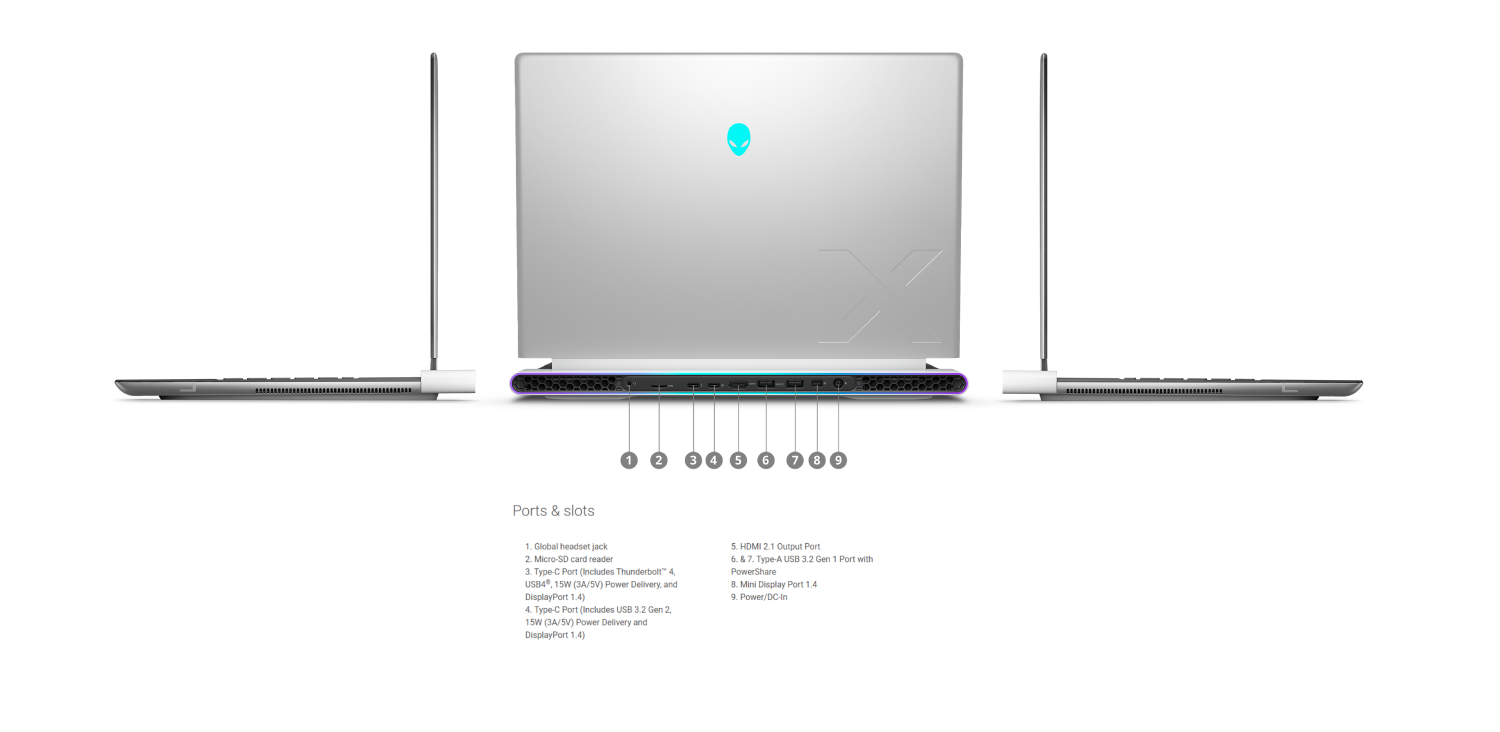 1 2 3 4 5 6 7 8 9
Ports & slots
1. Global headset jack
2. Micro-SD card reader
3. Type-C Port (Includes Thunderbolt™ 4,
USB4®, 15W (3A/5V) Power Delivery, and
DisplayPort 1.4)
4. Type-C Port (Includes USB 3.2 Gen 2,
15W (3A/5V) Power Delivery and
DisplayPort 1.4)
5. HDMI 2.1 Output Port
6. & 7. Type-A USB 3.2 Gen 1 Port with
PowerShare
8. Mini Display Port 1.4
9. Power/DC-in